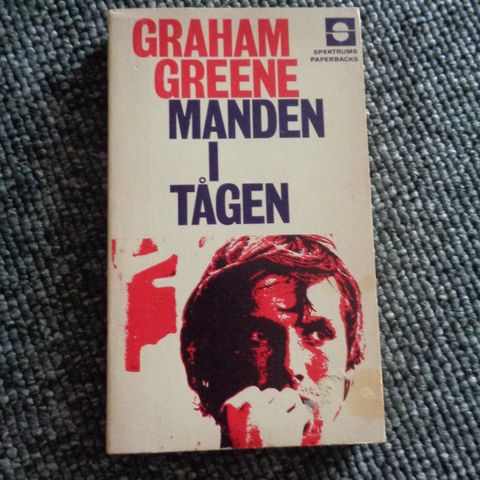 GRAHAM
GREENE
MANDEN
I
TÅGEN
SPEKTRUMS
PAPERBACKS